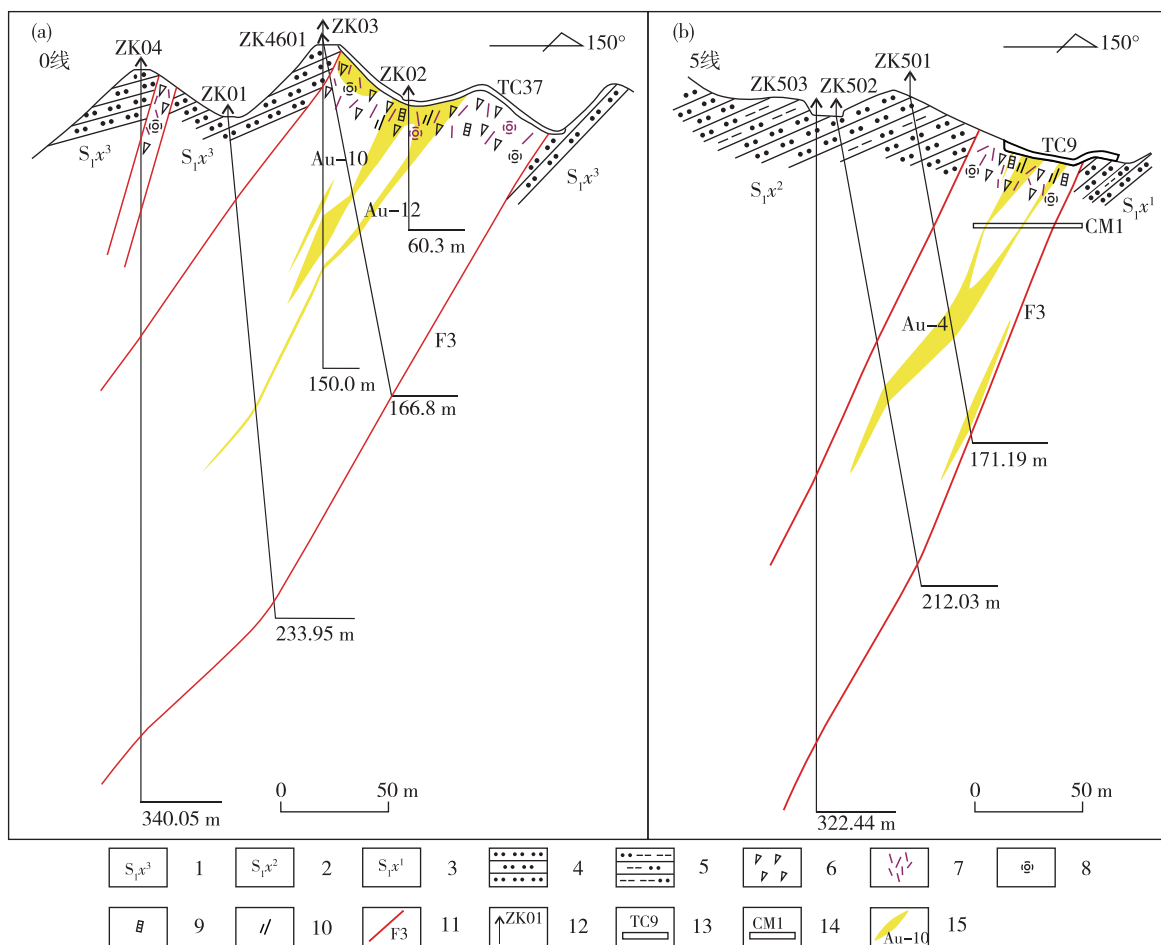 (a)
0线
ZK04
ZK01
ZK4601
ZK03
ZK02
TC37
150°
S₁x³
S₁x³
S₁x³
Au-10
Au-12
60.3 m
F3
150.0 m
166.8 m
233.95 m
340.05 m
0 50 m
(b)
5线
ZK503
ZK502
ZK501
150°
TC9
S₁x²
S₁x¹
CM1
Au-4
F3
171.19 m
212.03 m
322.44 m
0 50 m
S₁x³ 1 S₁x² 2 S₁x¹ 3 4 5 6 7 8
9 10 F3 11 ZK01 12 TC9 13 CM1 14 Au-10 15